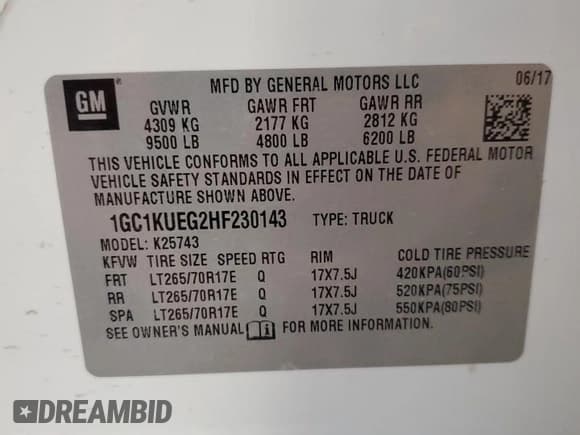 GM
MFD BY GENERAL MOTORS LLC 06/17
GVWR GAWR FRT GAWR RR
4309 KG 2177 KG 2812 KG
9500 LB 4800 LB 6200 LB
THIS VEHICLE CONFORMS TO ALL APPLICABLE U.S. FEDERAL MOTOR
VEHICLE SAFETY STANDARDS IN EFFECT ON THE DATE OF
MANUFACTURE SHOWN ABOVE.
1GC1KUEG2HF230143 TYPE: TRUCK
MODEL: K25743
KFVW TIRE SIZE SPEED RTG RIM COLD TIRE PRESSURE
FRT LT265/70R17E Q 17X7.5J 420KPA(60PSI)
RR LT265/70R17E Q 17X7.5J 520KPA(75PSI)
SPA LT265/70R17E Q 17X7.5J 550KPA(80PSI)
SEE OWNER'S MANUAL FOR MORE INFORMATION.
DREAMBID